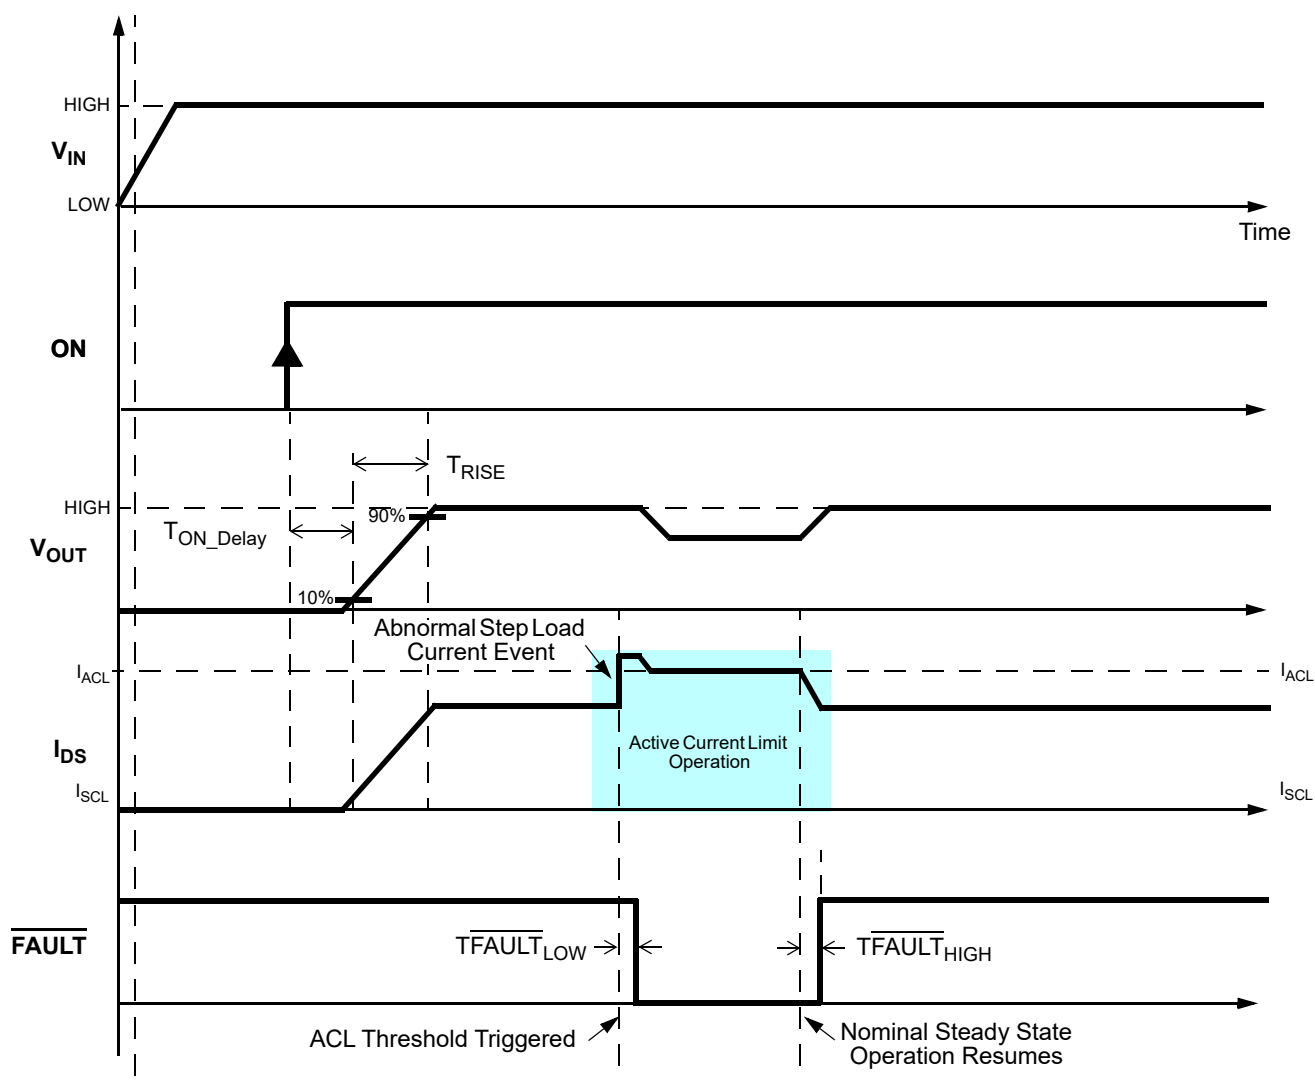 HIGH
VIN
LOW
Time
ON
TRISE
HIGH
90%
TON_Delay
VOUT
10%
Abnormal Step Load
Current Event
IACL
IACL
Active Current Limit
Operation
IDS
ISCL
ISCL
FAULT
TFAULTLOW
TFAULTHIGH
ACL Threshold Triggered
Nominal Steady State
Operation Resumes